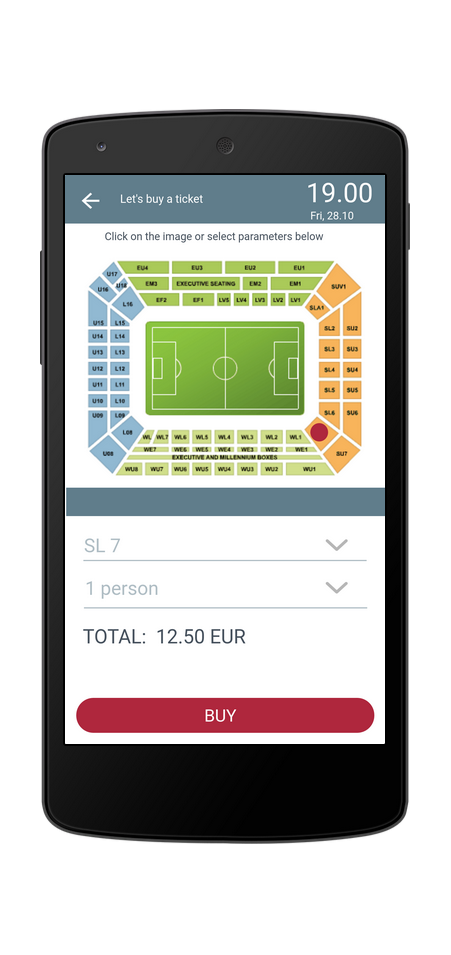 Let's buy a ticket
19.00
Fri, 28.10
Click on the image or select parameters below
EU4 EU3 EU2 EU1
U17
EM3 EXECUTIVE SEATING EM2 EM1
U16 SUV1
EF2 EF1 LV5 LV4 LV3 LV2 LV1
L15 SLA1
U15 L15 SL2 SU2
U14 L14
U13 L13 SL3 SU3
U12 L12 SL4 SU4
U11 L11 SL5 SU5
U10 L10
U09 L09 SL6 SU6
L08 WL WL7 WL6 WL5 WL4 WL3 WL2 WL1
WE7 WE6 WE5 WE4 WE3 WE2 WE1
U08 EXECUTIVE AND MILLENNIUM BOXES SU7
WU8 WU7 WU6 WU5 WU4 WU3 WU2 WU1
SL 7
1 person
TOTAL: 12.50 EUR
BUY